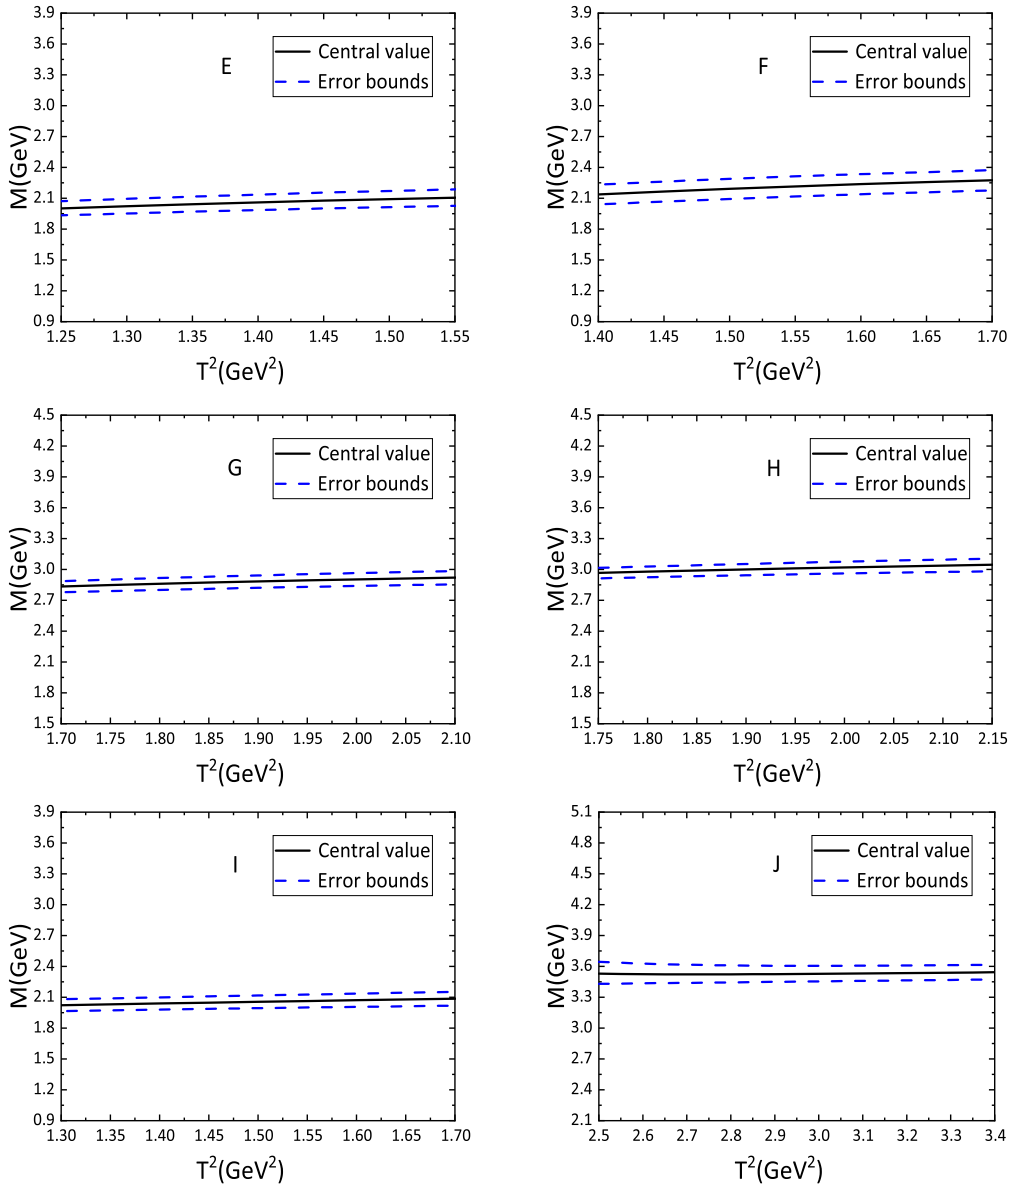 3.9
3.6
3.3
3.0
2.7
2.4
2.1
1.8
1.5
1.2
0.9
M(GeV)
E
Central value
Error bounds
1.25 1.30 1.35 1.40 1.45 1.50 1.55
T²(GeV²)
3.9
3.6
3.3
3.0
2.7
2.4
2.1
1.8
1.5
1.2
0.9
M(GeV)
F
Central value
Error bounds
1.40 1.45 1.50 1.55 1.60 1.65 1.70
T²(GeV²)
4.5
4.2
3.9
3.6
3.3
3.0
2.7
2.4
2.1
1.8
1.5
M(GeV)
G
Central value
Error bounds
1.70 1.75 1.80 1.85 1.90 1.95 2.00 2.05 2.10
T²(GeV²)
4.5
4.2
3.9
3.6
3.3
3.0
2.7
2.4
2.1
1.8
1.5
M(GeV)
H
Central value
Error bounds
1.75 1.80 1.85 1.90 1.95 2.00 2.05 2.10 2.15
T²(GeV²)
3.9
3.6
3.3
3.0
2.7
2.4
2.1
1.8
1.5
1.2
0.9
M(GeV)
I
Central value
Error bounds
1.30 1.35 1.40 1.45 1.50 1.55 1.60 1.65 1.70
T²(GeV²)
5.1
4.8
4.5
4.2
3.9
3.6
3.3
3.0
2.7
2.4
2.1
M(GeV)
J
Central value
Error bounds
2.5 2.6 2.7 2.8 2.9 3.0 3.1 3.2 3.3 3.4
T²(GeV²)